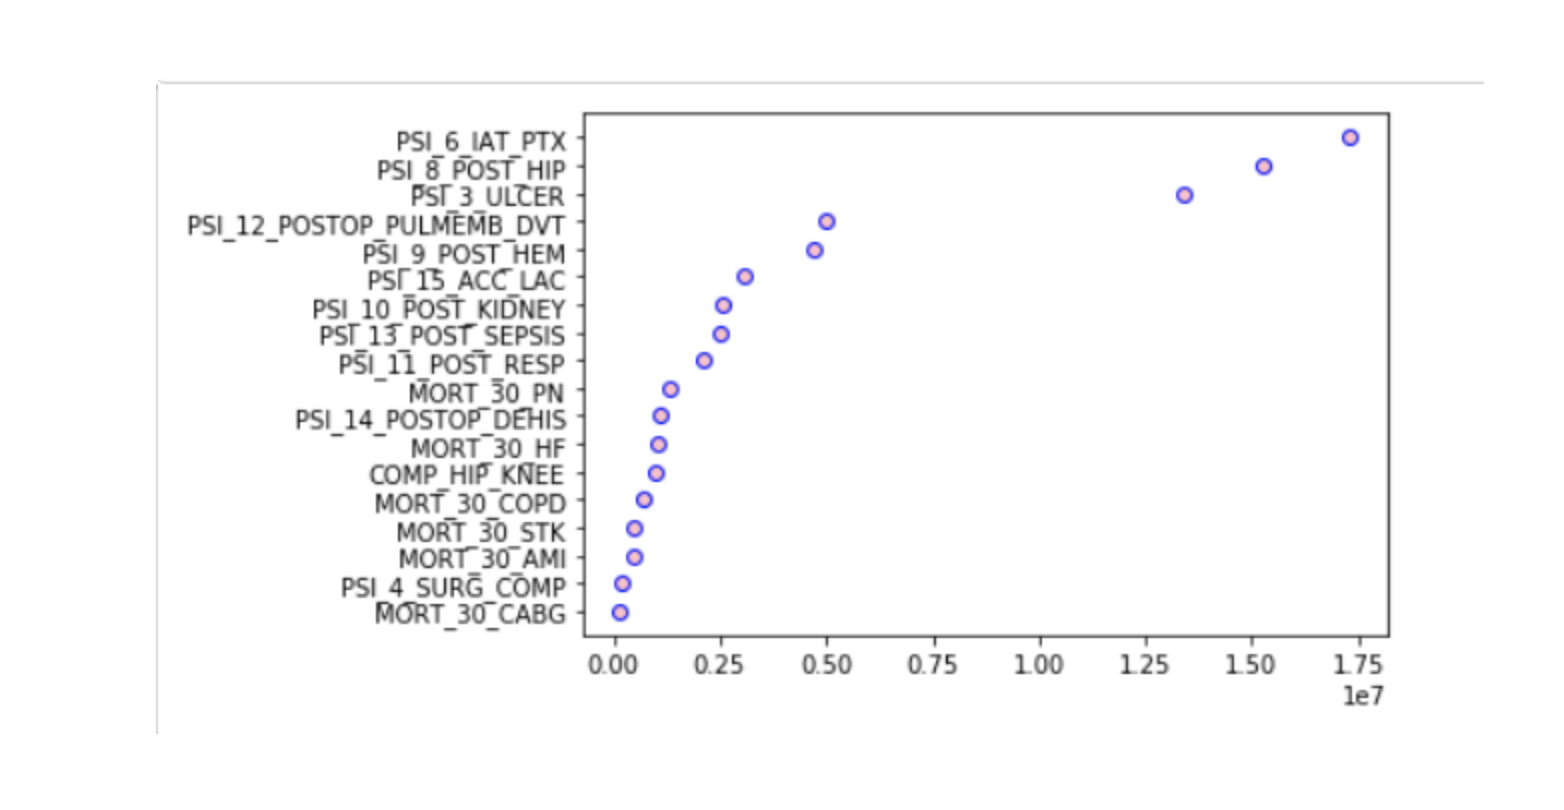 PSI_6_IAT_PTX
PSI_8_POST_HIP
PSI_3_ULCER
PSI_12_POSTOP_PULMEMB_DVT
PSI_9_POST_HEM
PSI_15_ACC_LAC
PSI_10_POST_KIDNEY
PSI_13_POST_SEPSIS
PSI_11_POST_RESP
MORT_30_PN
PSI_14_POSTOP_DEHIS
MORT_30_HF
COMP_HIP_KNEE
MORT_30_COPD
MORT_30_STK
MORT_30_AMI
PSI_4_SURG_COMP
MORT_30_CABG
0.00 0.25 0.50 0.75 1.00 1.25 1.50 1.75
1e7